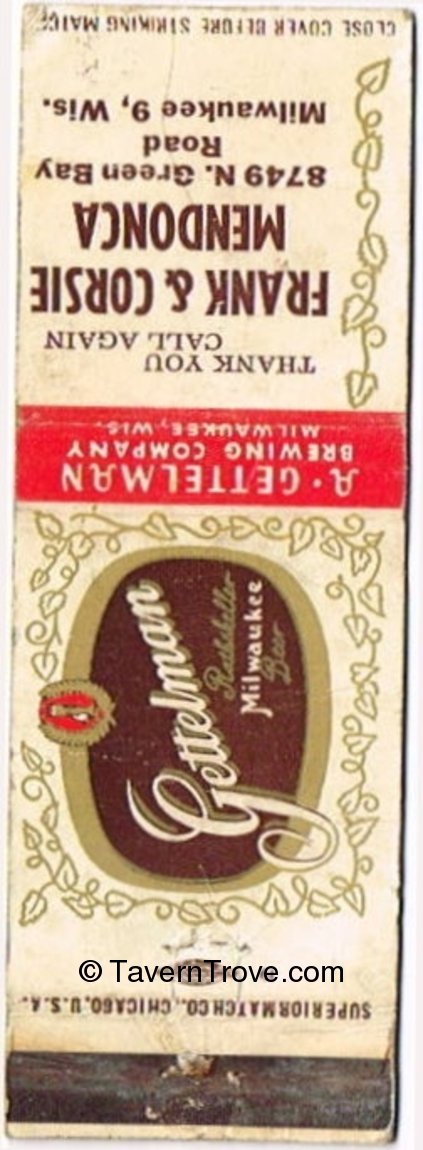 CLOSE COVER BEFORE STRIKING MATCH
THANK YOU
CALL AGAIN
FRANK & CORSIE
MENDONCA
8749 N. Green Bay
Road
Milwaukee 9, Wis.
A·GETTELMAN
BREWING COMPANY
MILWAUKEE, WIS.
Gettelman
Rathskeller
Milwaukee
Beer
© TavernTrove.com
SUPERIOR MATCH CO., CHICAGO, U.S.A.